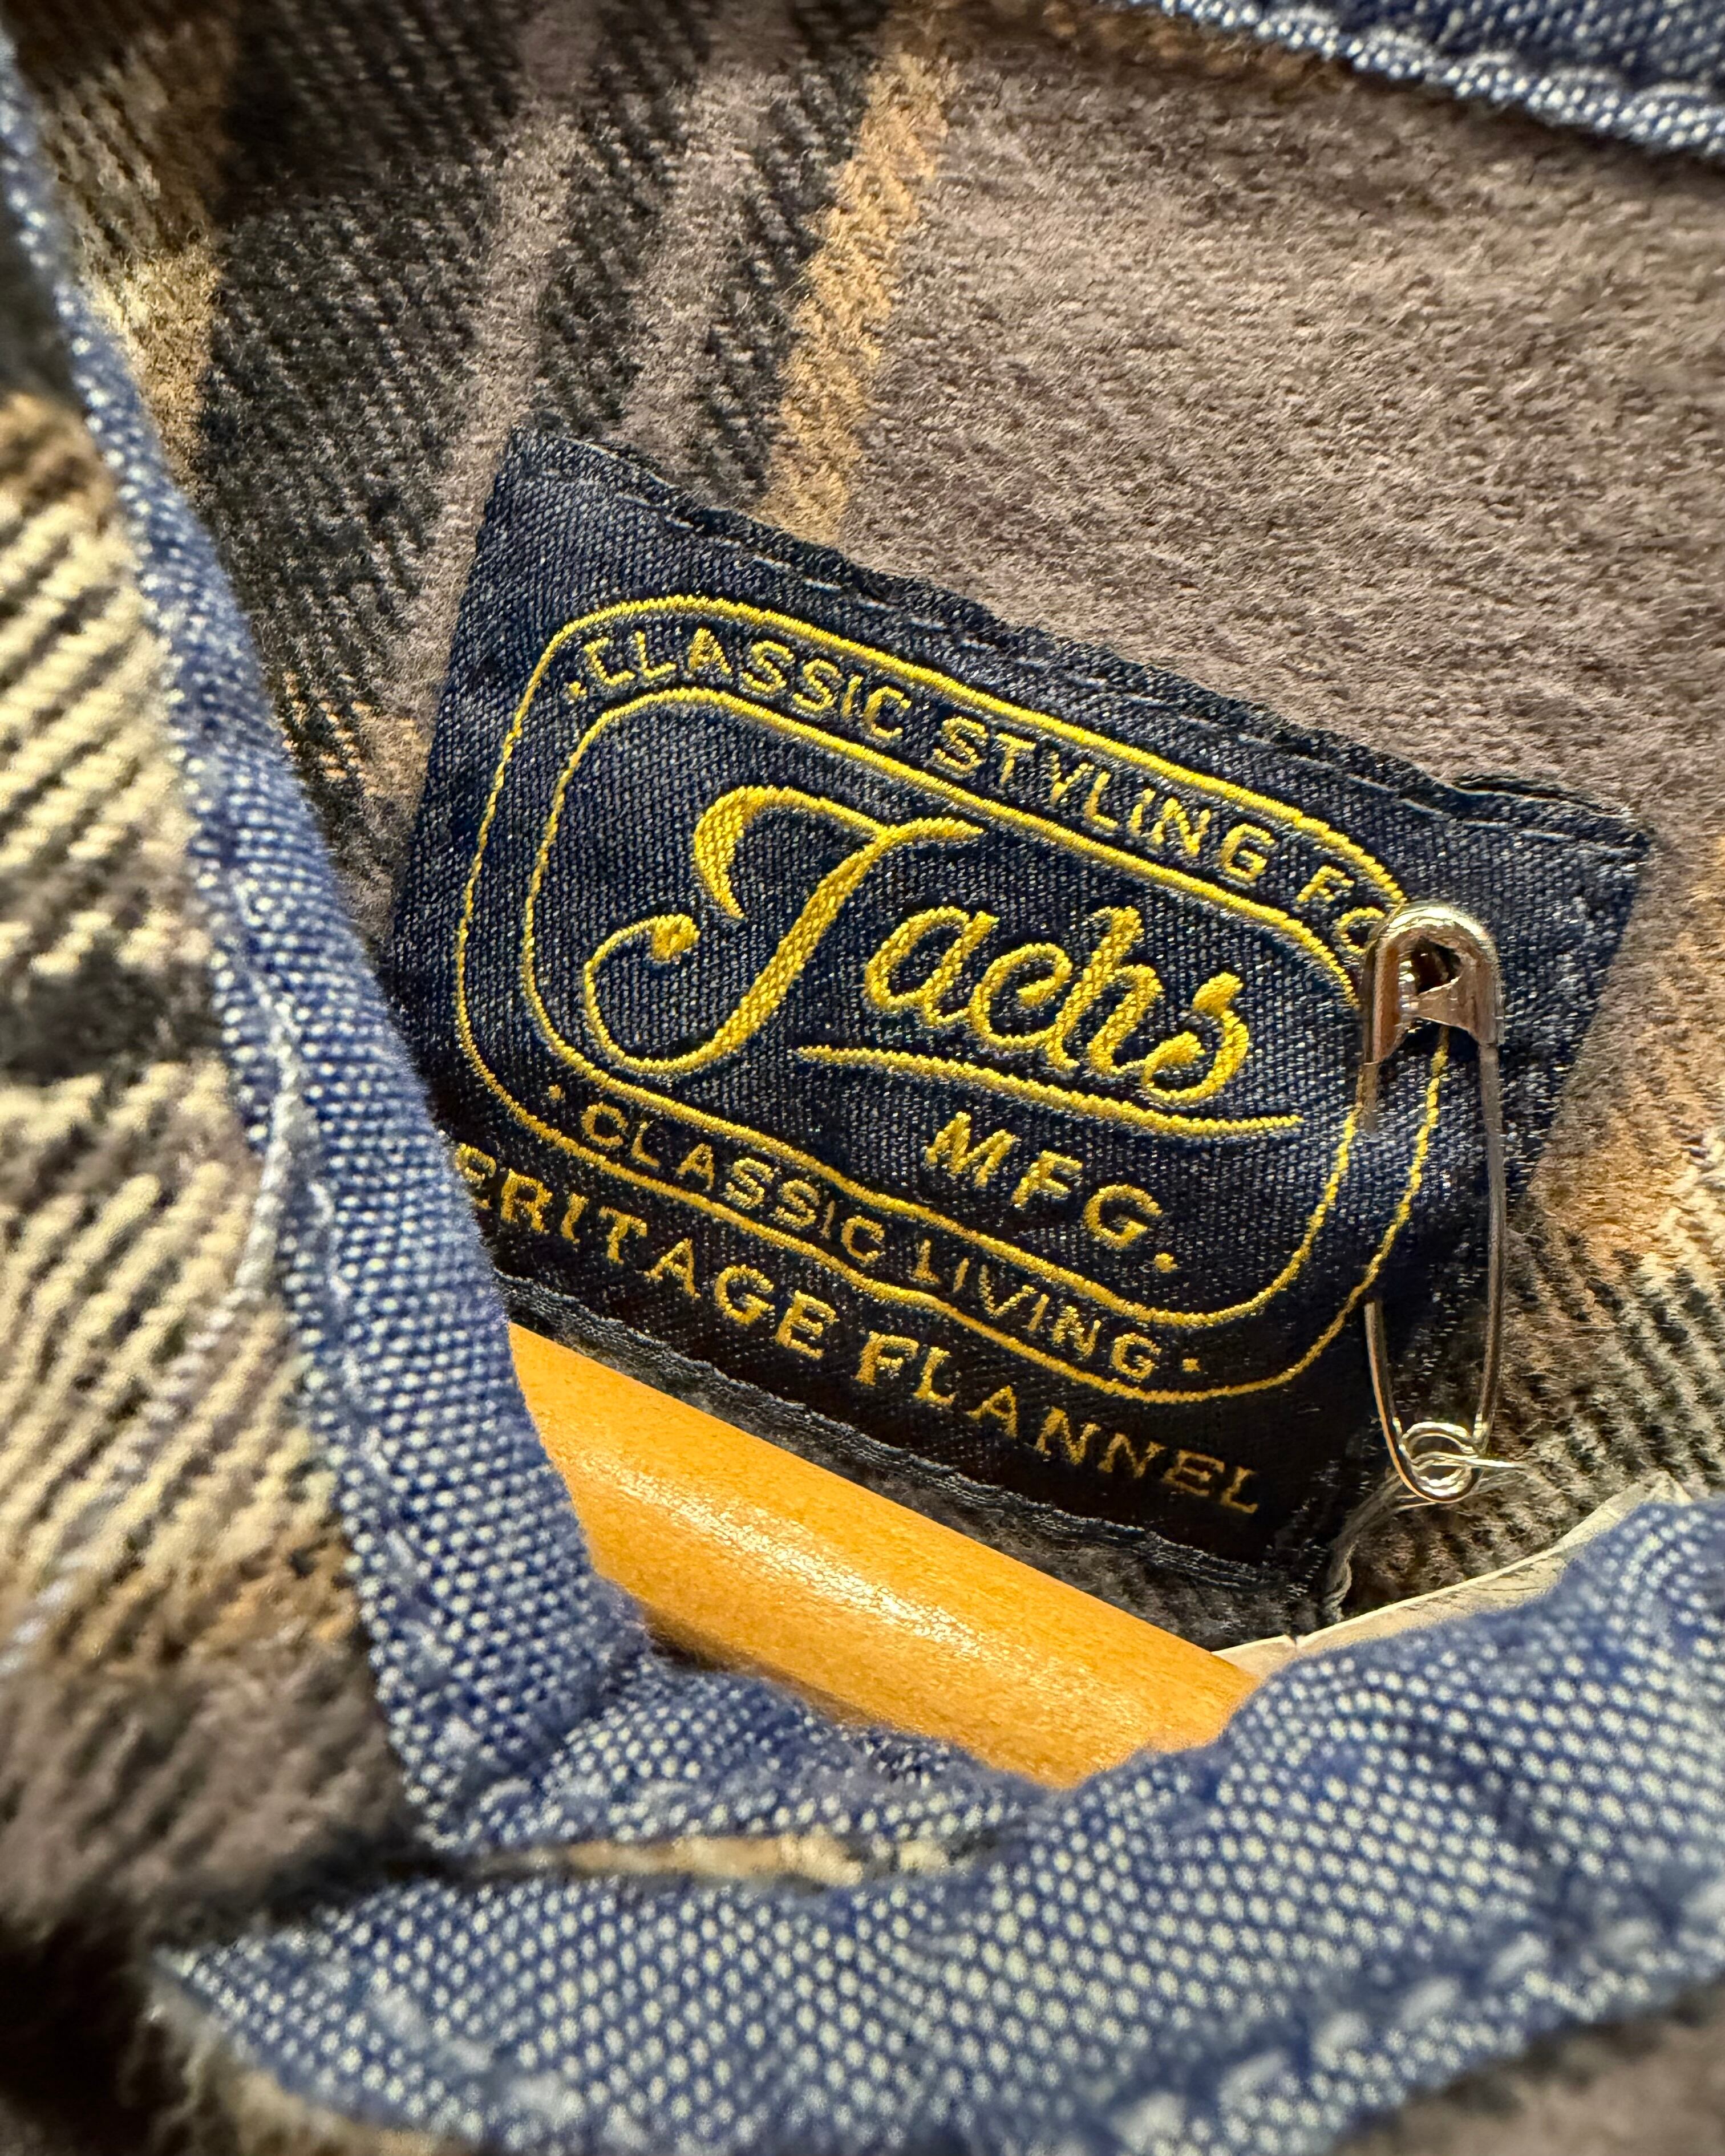 · CLASSIC STYLING FO
Jachs
MFG.
· CLASSIC LIVING ·
ERITAGE FLANNEL